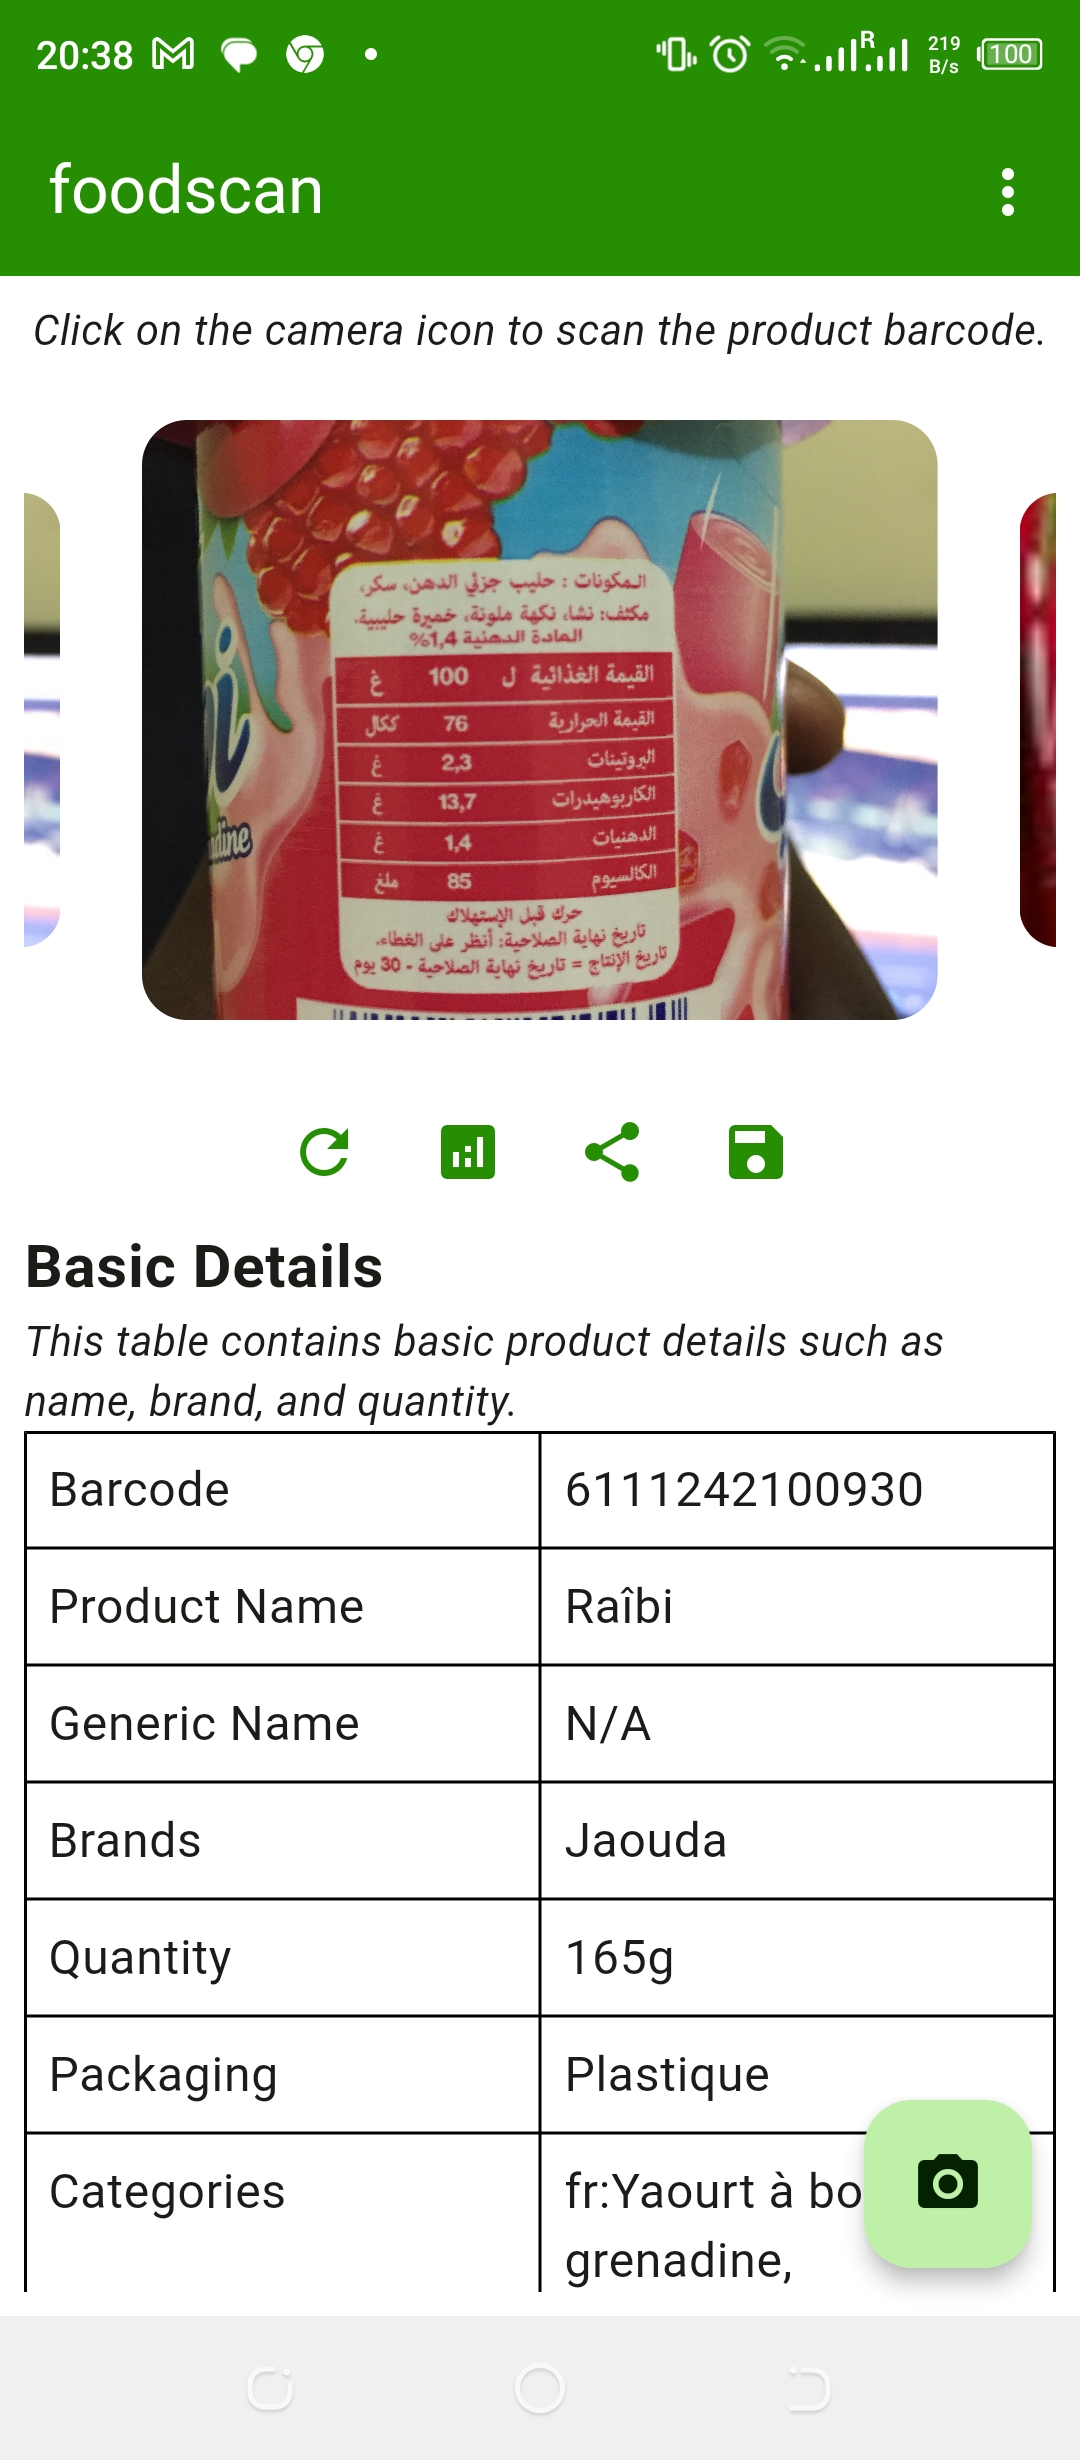 20:38
R
219
B/s
100
foodscan
Click on the camera icon to scan the product barcode.
المكونات : حليب جزئي الدهن، سكر،
مكثف: نشا، نكهة ملونة، خميرة حليبية.
المادة الدهنية 1,4%
القيمة الغذائية ل 100 غ
القيمة الحرارية 76 ككال
البروتينات 2,3 غ
الكاربوهيدرات 13,7 غ
الدهنيات 1,4 غ
الكالسيوم 85 ملغ
حرك قبل الإستهلاك
تاريخ نهاية الصلاحية: أنظر على الغطاء.
تاريخ الإنتاج = تاريخ نهاية الصلاحية - 30 يوم
i
adine
Basic Details
This table contains basic product details such as
name, brand, and quantity.
Barcode 6111242100930
Product Name Raîbi
Generic Name N/A
Brands Jaouda
Quantity 165g
Packaging Plastique
Categories fr:Yaourt à bo
grenadine,